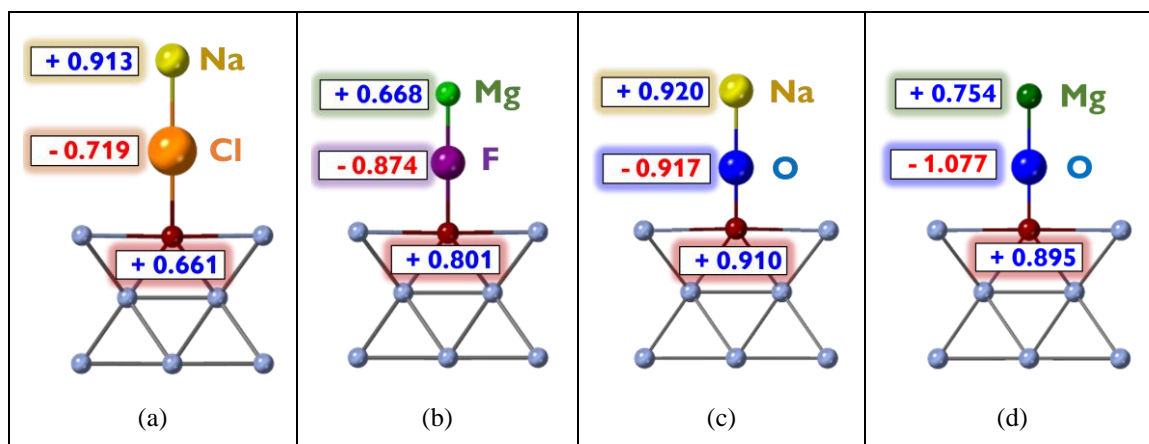 + 0.913 Na
- 0.719 Cl
+ 0.661
(a)
+ 0.668 Mg
- 0.874 F
+ 0.801
(b)
+ 0.920 Na
- 0.917 O
+ 0.910
(c)
+ 0.754 Mg
- 1.077 O
+ 0.895
(d)